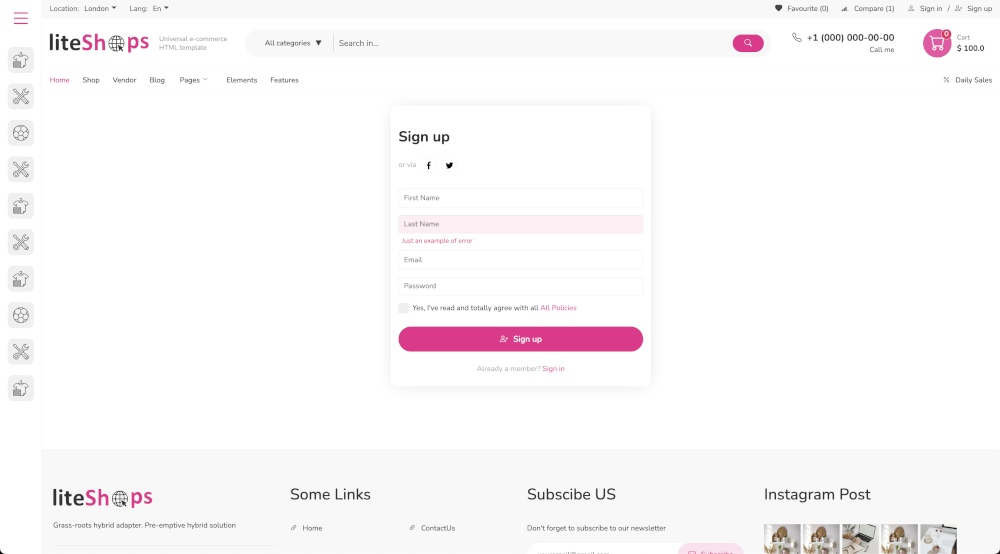 Location: London Lang: En Favourite (0) Compare (1) Sign in / Sign up
liteShops Universal e-commerce
HTML template
All categories Search in...
+1 (000) 000-00-00
Call me
0
Cart
$ 100.0
Home Shop Vendor Blog Pages Elements Features Daily Sales
Sign up
or via
First Name
Last Name
Just an example of error
Email
Password
Yes, I've read and totally agree with all All Policies
Sign up
Already a member? Sign in
liteShops
Grass-roots hybrid adapter. Pre-emptive hybrid solution
Some Links
Home ContactUs
Subscibe US
Don't forget to subscribe to our newsletter
Subscribe
Instagram Post